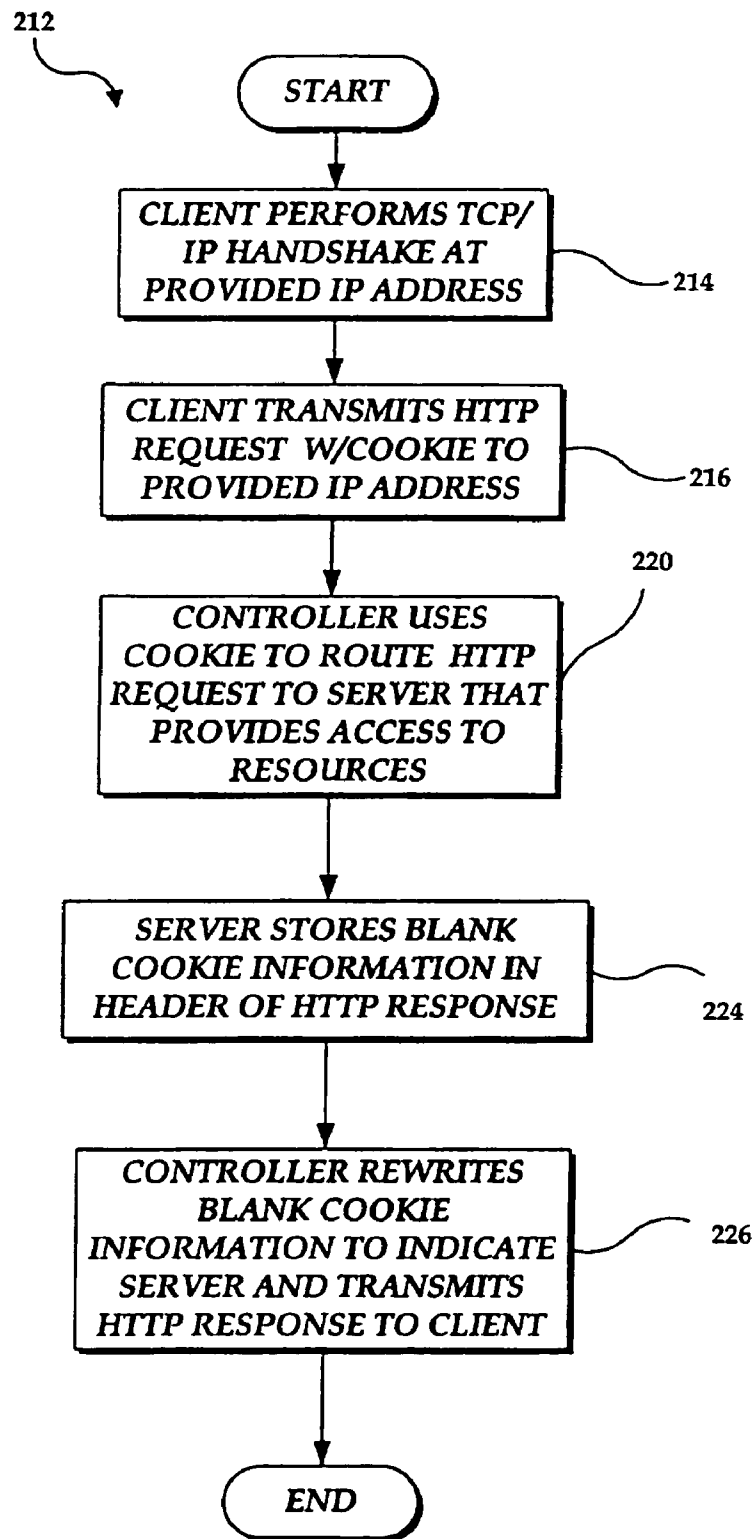 212
START
CLIENT PERFORMS TCP/
IP HANDSHAKE AT
PROVIDED IP ADDRESS
214
CLIENT TRANSMITS HTTP
REQUEST W/COOKIE TO
PROVIDED IP ADDRESS
216
220
CONTROLLER USES
COOKIE TO ROUTE HTTP
REQUEST TO SERVER THAT
PROVIDES ACCESS TO
RESOURCES
SERVER STORES BLANK
COOKIE INFORMATION IN
HEADER OF HTTP RESPONSE
224
CONTROLLER REWRITES
BLANK COOKIE
INFORMATION TO INDICATE
SERVER AND TRANSMITS
HTTP RESPONSE TO CLIENT
226
END